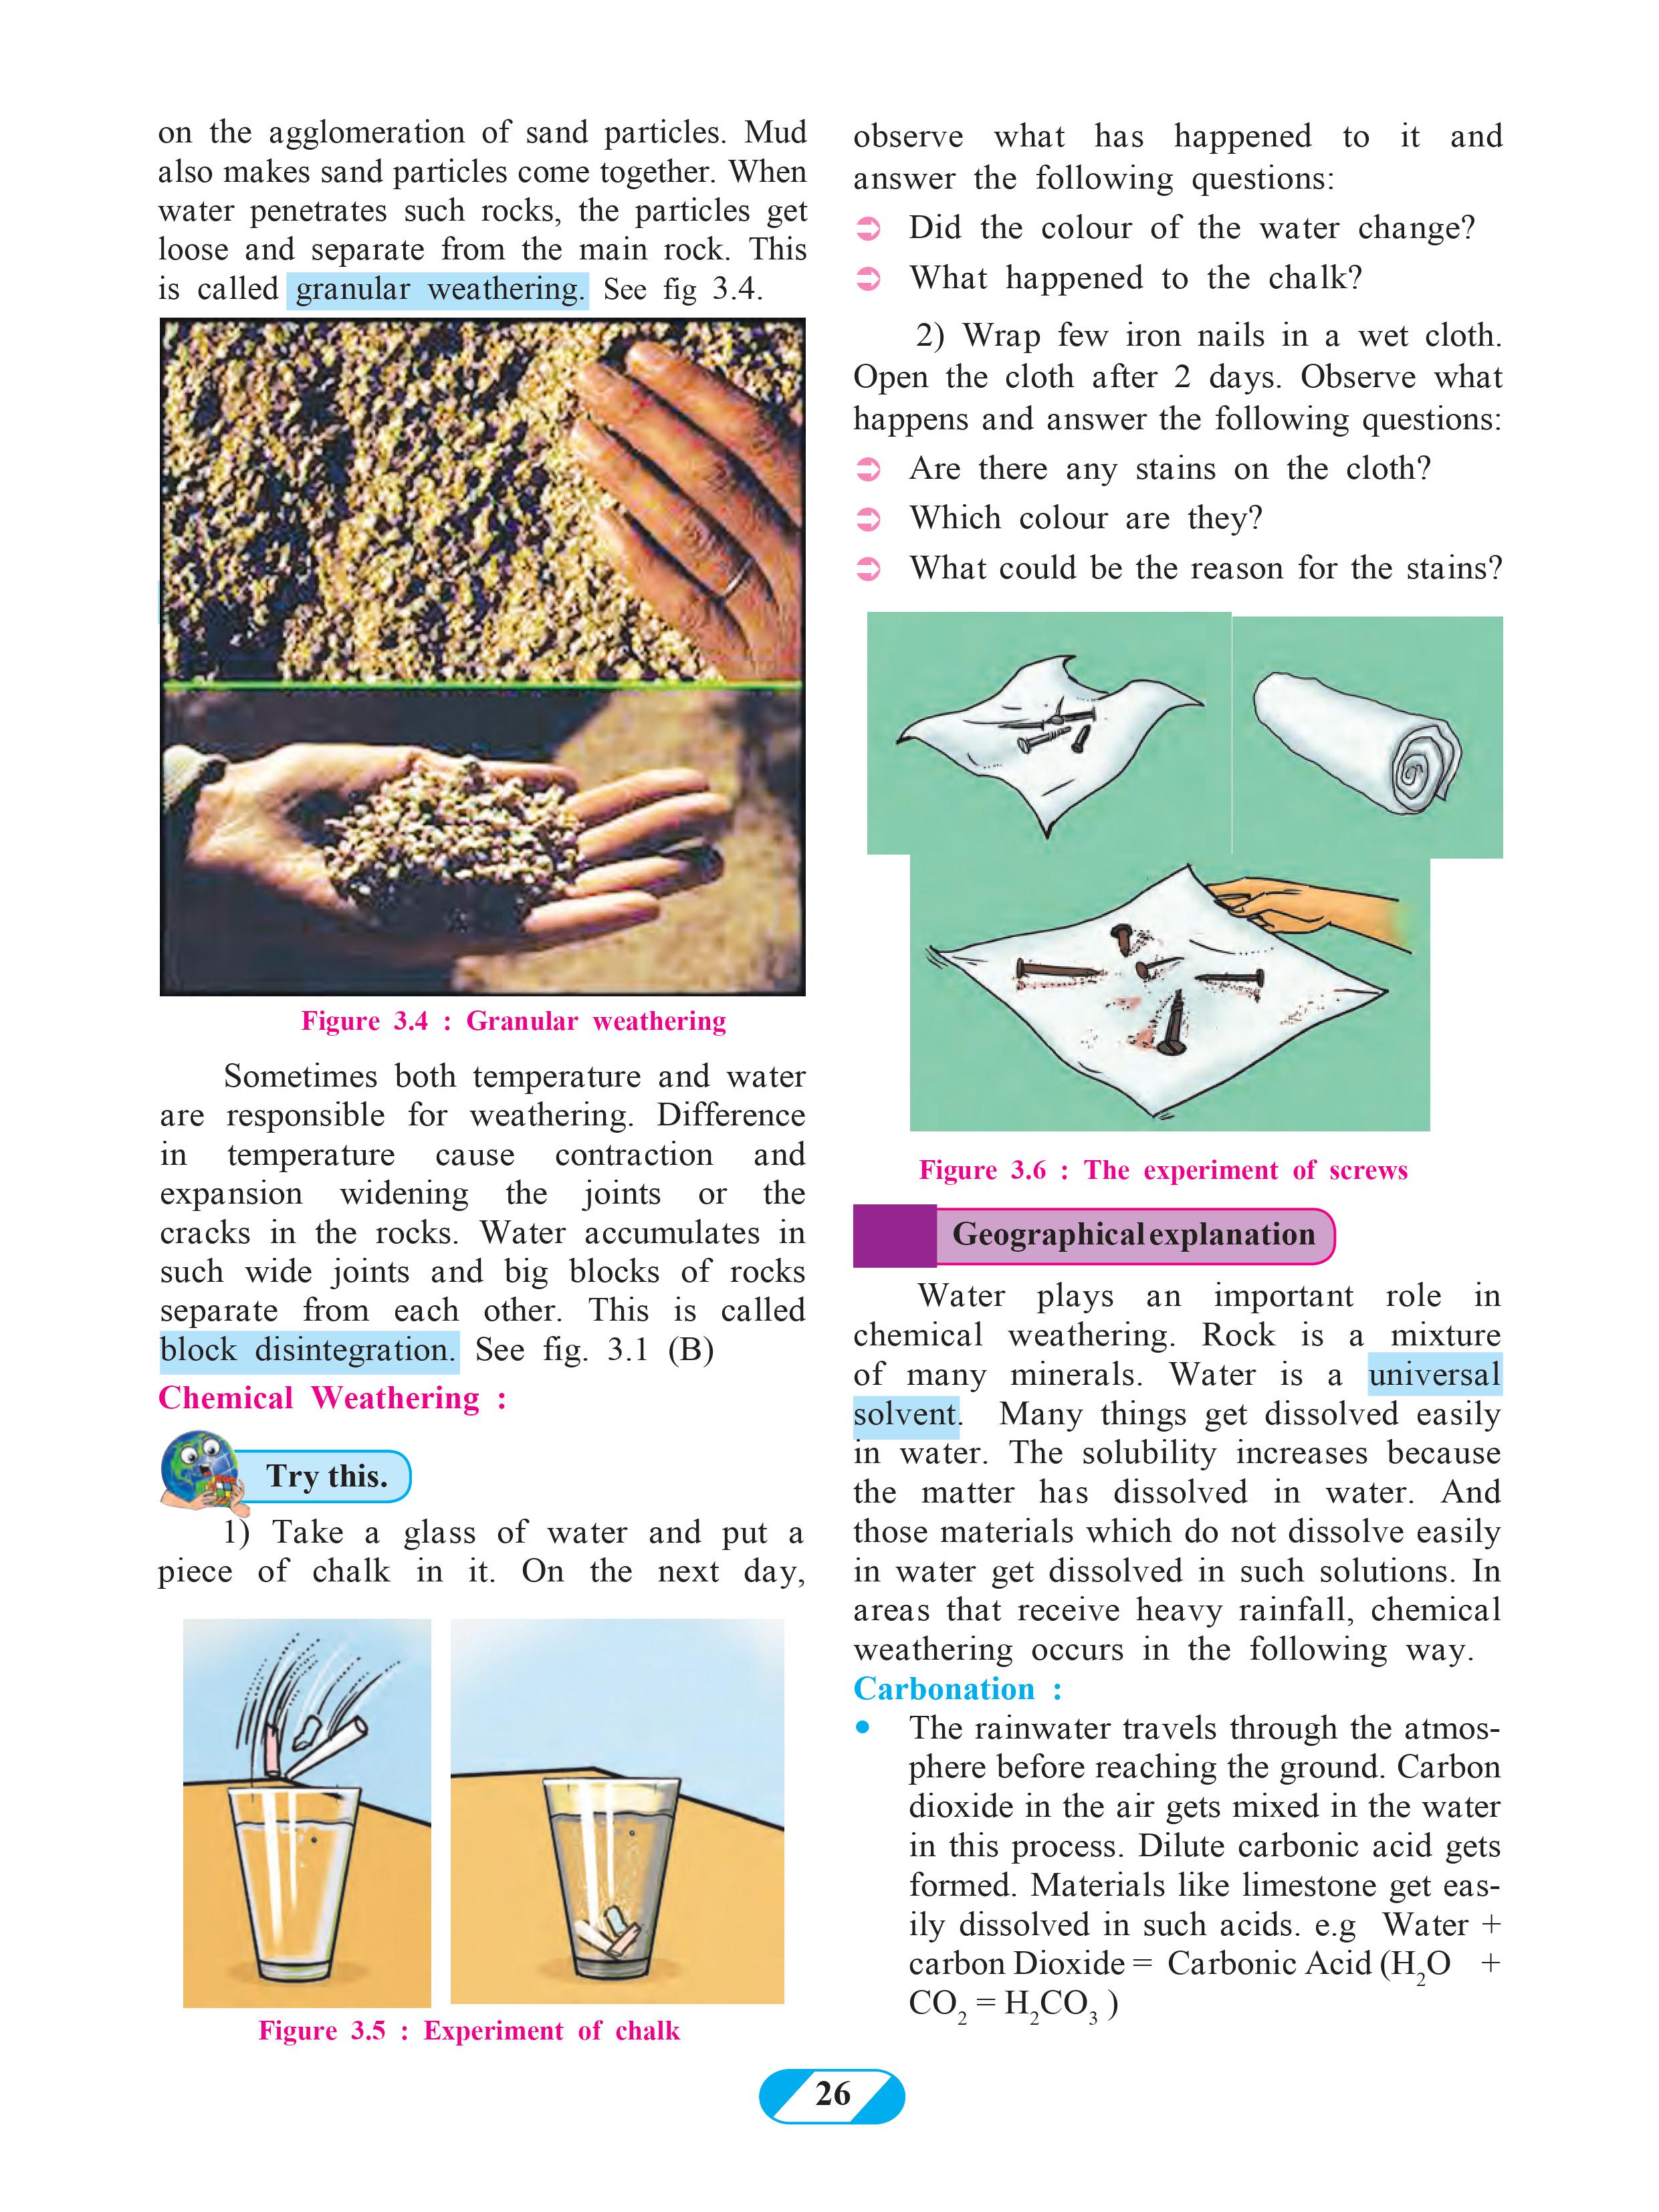 on the agglomeration of sand particles. Mud
also makes sand particles come together. When
water penetrates such rocks, the particles get
loose and separate from the main rock. This
is called granular weathering. See fig 3.4.
Figure 3.4 : Granular weathering
Sometimes both temperature and water
are responsible for weathering. Difference
in temperature cause contraction and
expansion widening the joints or the
cracks in the rocks. Water accumulates in
such wide joints and big blocks of rocks
separate from each other. This is called
block disintegration. See fig. 3.1 (B)
Chemical Weathering :
Try this.
1) Take a glass of water and put a
piece of chalk in it. On the next day,
Figure 3.5 : Experiment of chalk
observe what has happened to it and
answer the following questions:
Did the colour of the water change?
What happened to the chalk?
2) Wrap few iron nails in a wet cloth.
Open the cloth after 2 days. Observe what
happens and answer the following questions:
Are there any stains on the cloth?
Which colour are they?
What could be the reason for the stains?
Figure 3.6 : The experiment of screws
Geographical explanation
Water plays an important role in
chemical weathering. Rock is a mixture
of many minerals. Water is a universal
solvent. Many things get dissolved easily
in water. The solubility increases because
the matter has dissolved in water. And
those materials which do not dissolve easily
in water get dissolved in such solutions. In
areas that receive heavy rainfall, chemical
weathering occurs in the following way.
Carbonation :
• The rainwater travels through the atmos-
phere before reaching the ground. Carbon
dioxide in the air gets mixed in the water
in this process. Dilute carbonic acid gets
formed. Materials like limestone get eas-
ily dissolved in such acids. e.g Water +
carbon Dioxide = Carbonic Acid (H₂O +
CO₂ = H₂CO₃ )
26